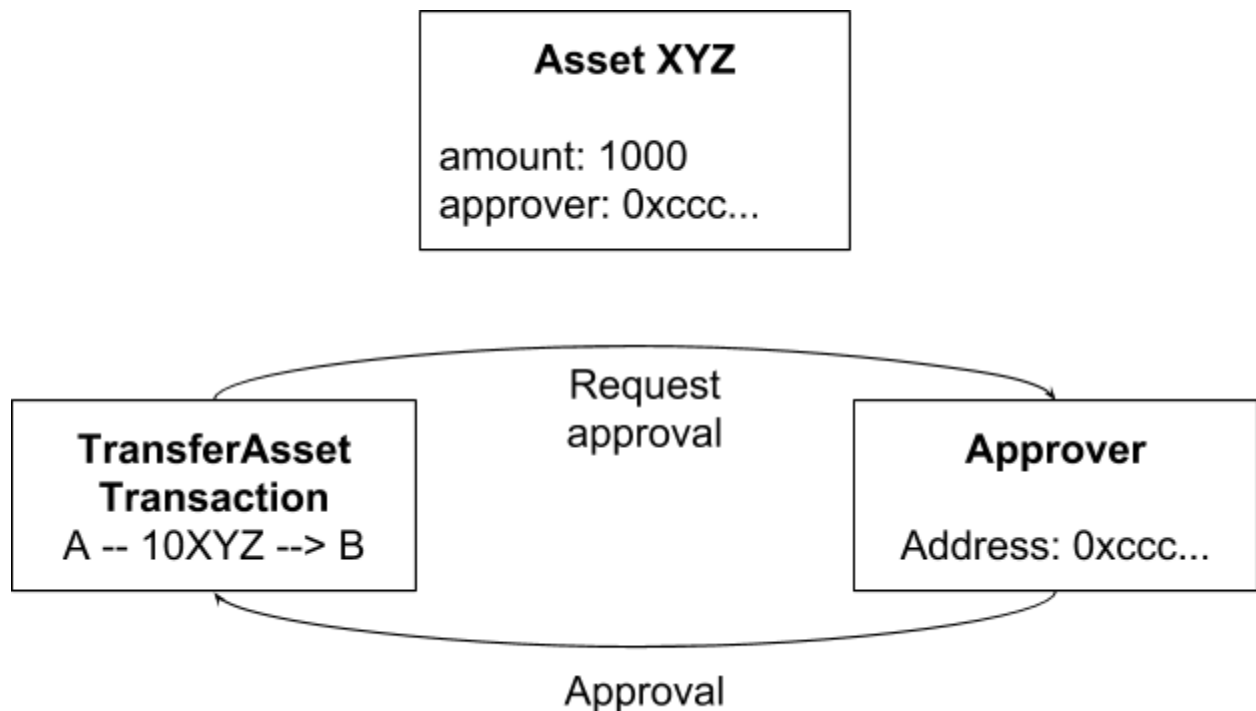 Asset XYZ
amount: 1000
approver: 0xccc...
Request
approval
TransferAsset
Transaction
A -- 10XYZ --> B
Approver
Address: 0xccc...
Approval